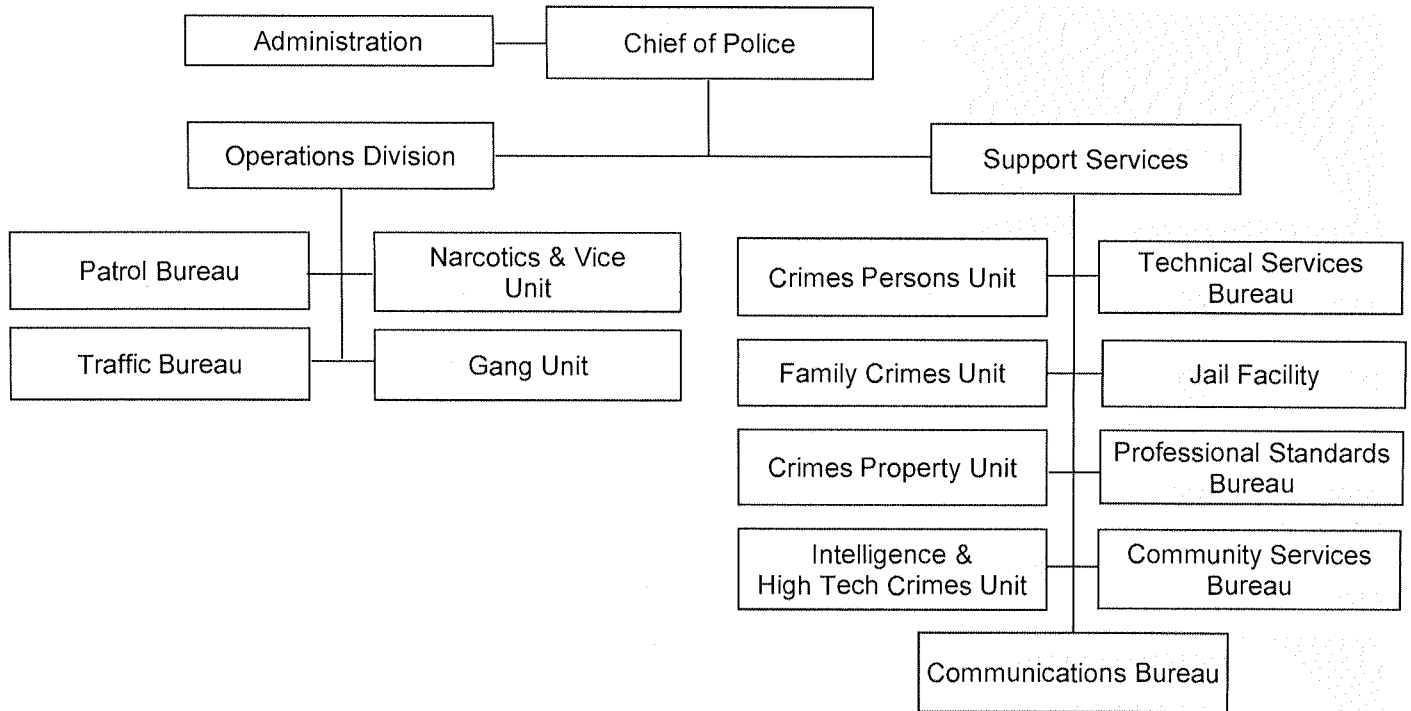 Administration
Chief of Police
Operations Division
Support Services
Patrol Bureau
Narcotics & Vice
Unit
Traffic Bureau
Gang Unit
Crimes Persons Unit
Technical Services
Bureau
Family Crimes Unit
Jail Facility
Crimes Property Unit
Professional Standards
Bureau
Intelligence &
High Tech Crimes Unit
Community Services
Bureau
Communications Bureau